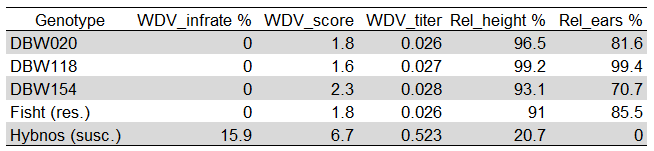 Genotype WDV_infrate % WDV_score WDV_titer Rel_height % Rel_ears %
DBW020 0 1.8 0.026 96.5 81.6
DBW118 0 1.6 0.027 99.2 99.4
DBW154 0 2.3 0.028 93.1 70.7
Fisht (res.) 0 1.8 0.026 91 85.5
Hybnos (susc.) 15.9 6.7 0.523 20.7 0